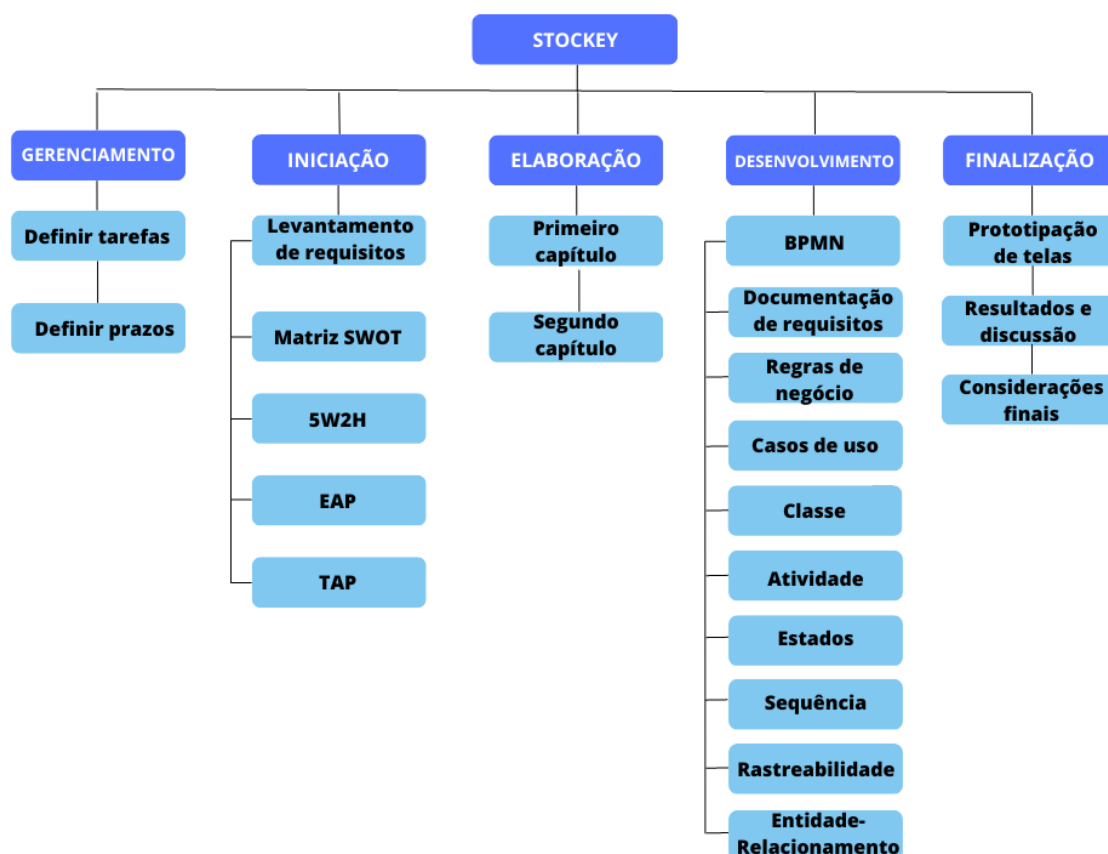 STOCKEY
GERENCIAMENTO
Definir tarefas
Definir prazos
INICIAÇÃO
Levantamento
de requisitos
Matriz SWOT
5W2H
EAP
TAP
ELABORAÇÃO
Primeiro
capítulo
Segundo
capítulo
DESENVOLVIMENTO
BPMN
Documentação
de requisitos
Regras de
negócio
Casos de uso
Classe
Atividade
Estados
Sequência
Rastreabilidade
Entidade-
Relacionamento
FINALIZAÇÃO
Prototipação
de telas
Resultados e
discussão
Considerações
finais